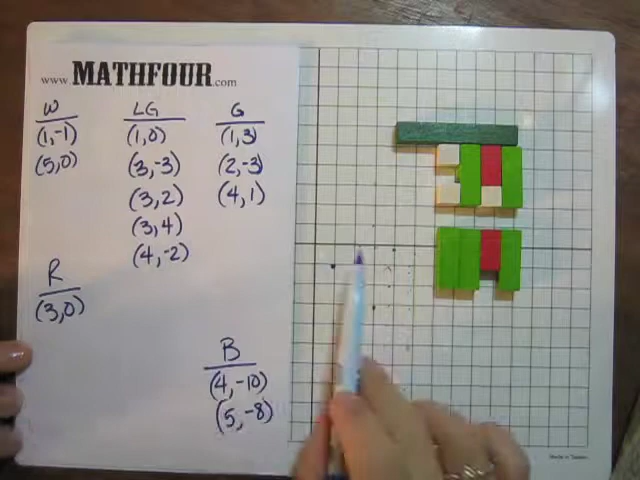 www.MATHFOUR.com
W LG G
(1,-1) (1,0) (1,3)
(5,0) (3,-3) (2,-3)
(3,2) (4,1)
(3,4)
(4,-2)
R
(3,0)
B
(4,-10)
(5,-8)